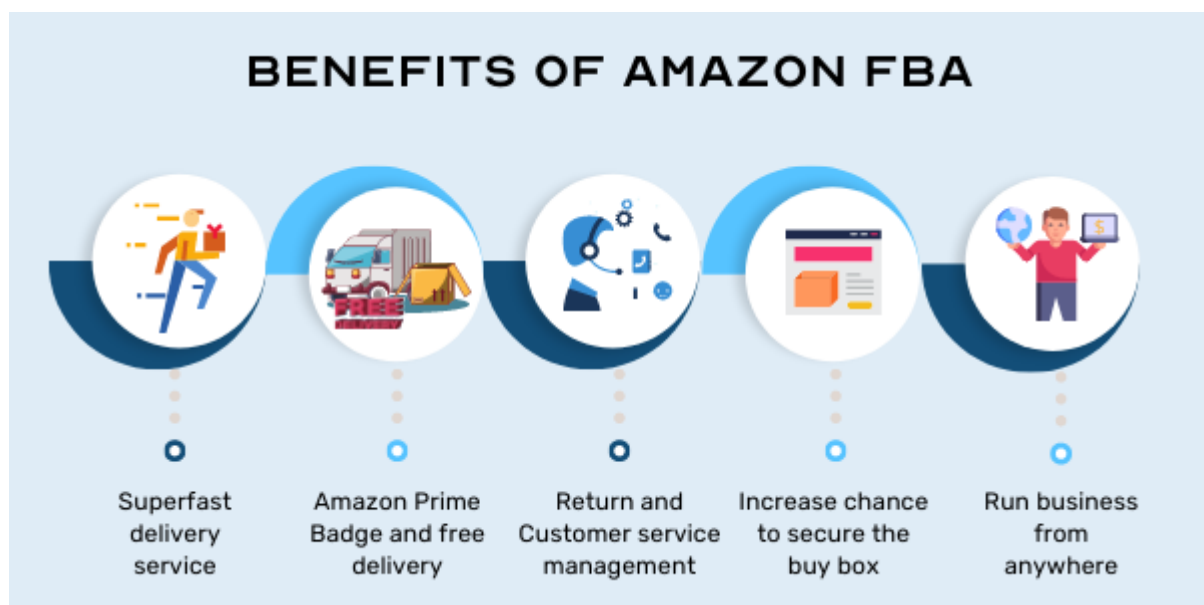 BENEFITS OF AMAZON FBA
FREE
DELIVERY
$
Superfast
delivery
service
Amazon Prime
Badge and free
delivery
Return and
Customer service
management
Increase chance
to secure the
buy box
Run business
from
anywhere